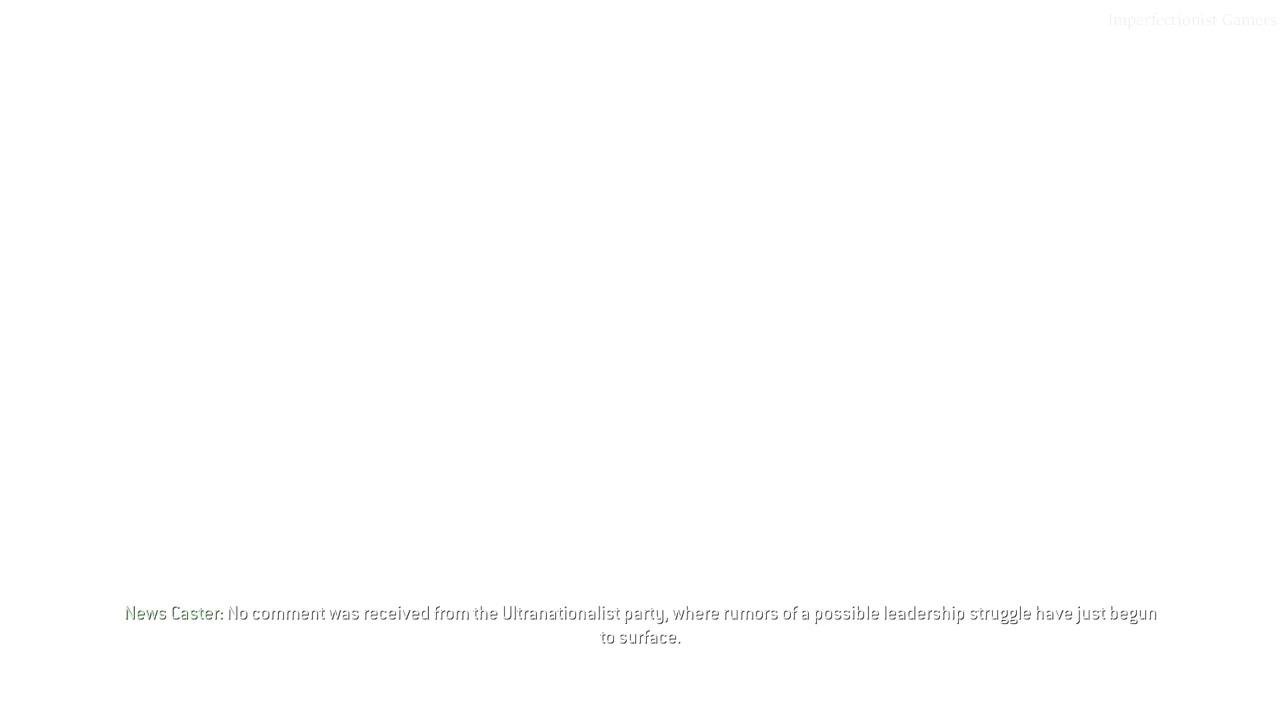 Imperfectionist Gamers
News Caster: No comment was received from the Ultranationalist party, where rumors of a possible leadership struggle have just begun
to surface.